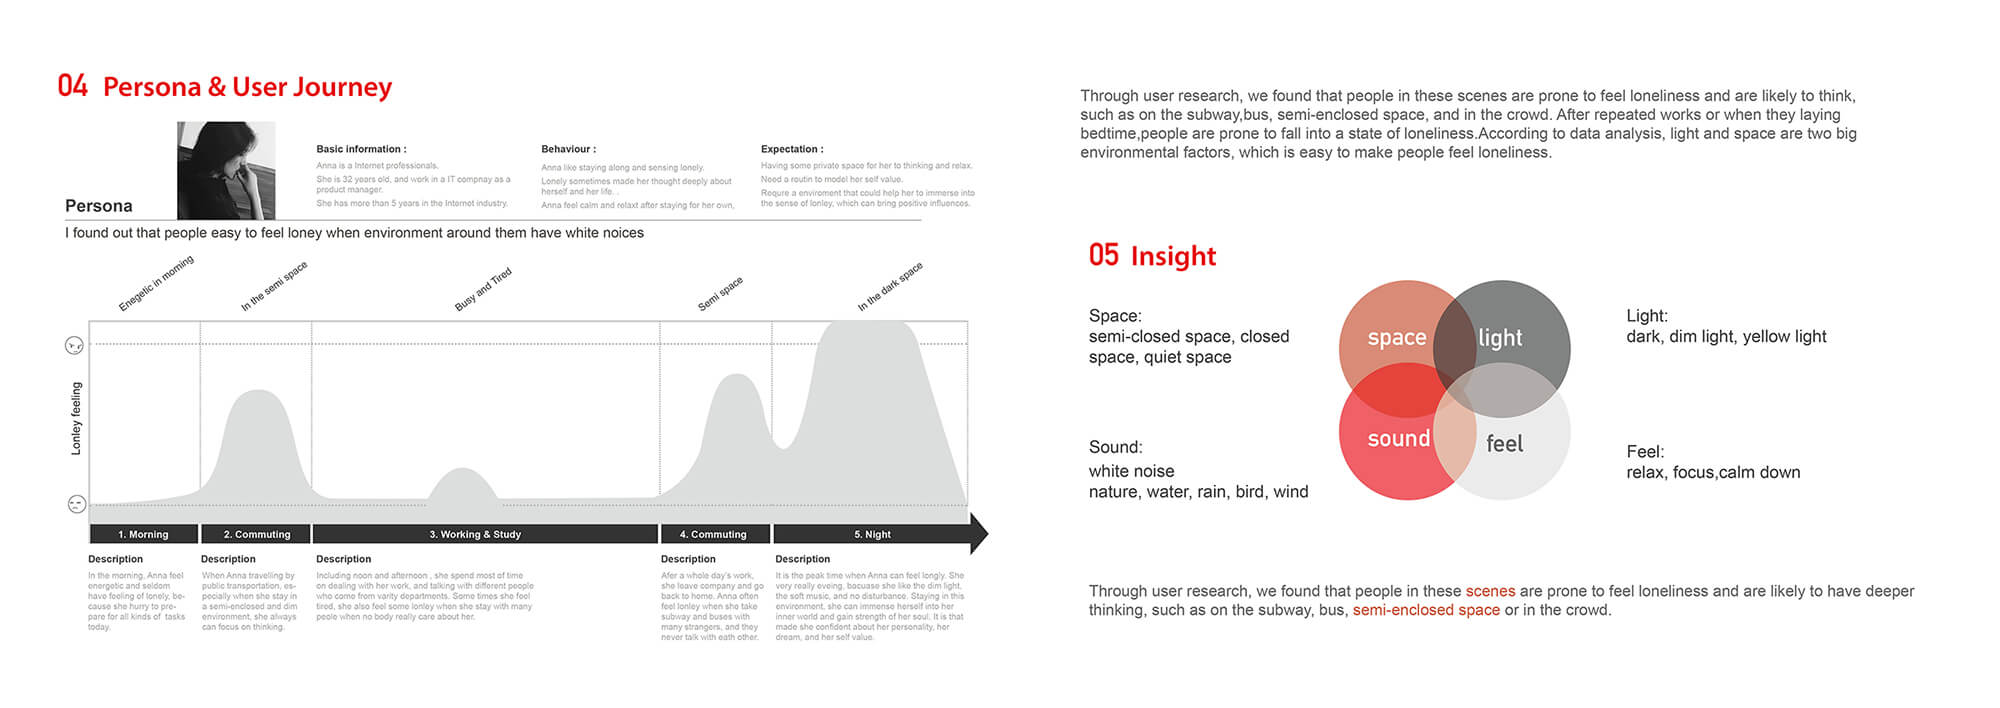 04 Persona & User Journey
Persona
Basic information :
Anna is a Internet professionals.
She is 32 years old, and work in a IT compnay as a
product manager.
She has more than 5 years in the Internet industry.
Behaviour :
Anna like staying along and sensing lonely.
Lonely sometimes made her thought deeply about
herself and her life. .
Anna feel calm and relaxt after staying for her own,
Expectation :
Having some private space for her to thinking and relax.
Need a routin to model her self value.
Requre a enviroment that could help her to immerse into
the sense of lonley, which can bring positive influences.
I found out that people easy to feel loney when environment around them have white noices
Enegetic in morning
In the semi space
Busy and Tired
Semi space
In the dark space
Lonley feeling
1. Morning
2. Commuting
3. Working & Study
4. Commuting
5. Night
Description
In the morning, Anna feel
energetic and seldom
have feeling of lonely, be-
cause she hurry to pre-
pare for all kinds of tasks
today.
Description
When Anna travelling by
public transportation, es-
pecially when she stay in
a semi-enclosed and dim
environment, she always
can focus on thinking.
Description
Including noon and afternoon , she spend most of time
on dealing with her work, and talking with different people
who come from varity departments. Some times she feel
tired, she also feel some lonley when she stay with many
peole when no body really care about her.
Description
Afer a whole day's work,
she leave company and go
back to home. Anna often
feel lonley when she take
subway and buses with
many strangers, and they
never talk with eath other.
Description
It is the peak time when Anna can feel longly. She
very really eveing, bacuase she like the dim light,
the soft music, and no disturbance. Staying in this
environment, she can immense herself into her
inner world and gain strength of her soul. It is that
made she confident about her personality, her
dream, and her self value.
Through user research, we found that people in these scenes are prone to feel loneliness and are likely to think,
such as on the subway,bus, semi-enclosed space, and in the crowd. After repeated works or when they laying
bedtime,people are prone to fall into a state of loneliness.According to data analysis, light and space are two big
environmental factors, which is easy to make people feel loneliness.
05 Insight
Space:
semi-closed space, closed
space, quiet space
Sound:
white noise
nature, water, rain, bird, wind
space
light
sound
feel
Light:
dark, dim light, yellow light
Feel:
relax, focus,calm down
Through user research, we found that people in these scenes are prone to feel loneliness and are likely to have deeper
thinking, such as on the subway, bus, semi-enclosed space or in the crowd.